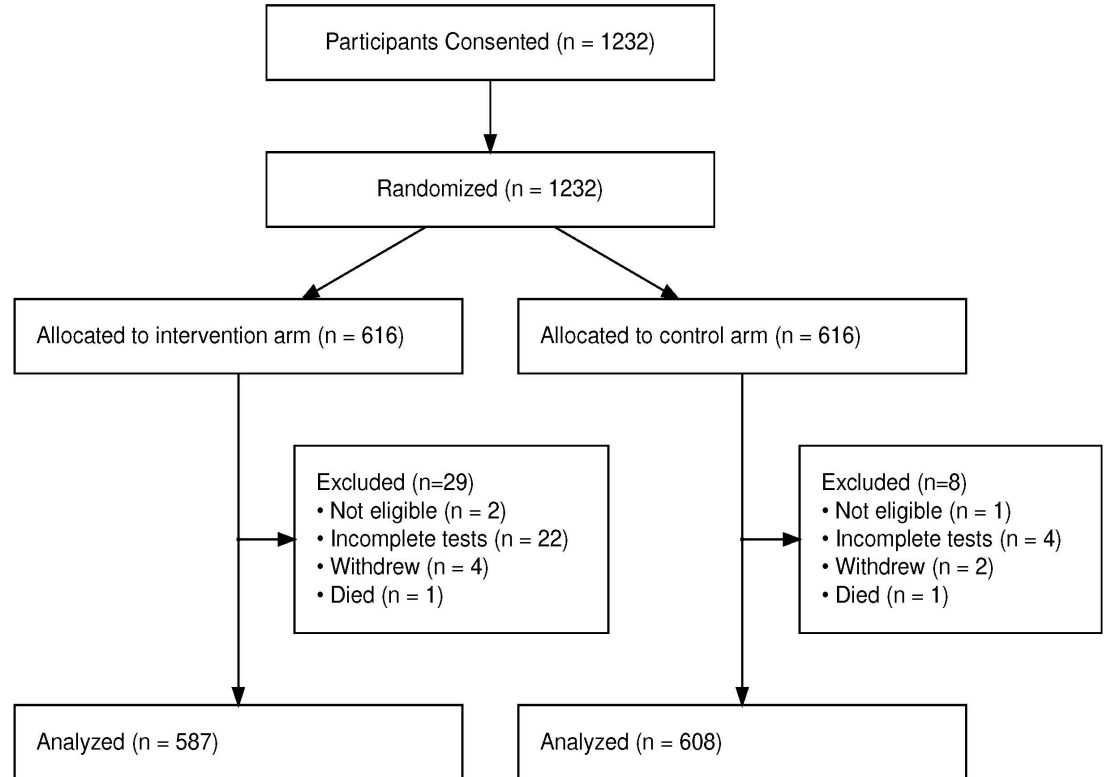 Participants Consented (n = 1232)
Randomized (n = 1232)
Allocated to intervention arm (n = 616)
Allocated to control arm (n = 616)
Excluded (n=29)
• Not eligible (n = 2)
• Incomplete tests (n = 22)
• Withdrew (n = 4)
• Died (n = 1)
Excluded (n=8)
• Not eligible (n = 1)
• Incomplete tests (n = 4)
• Withdrew (n = 2)
• Died (n = 1)
Analyzed (n = 587)
Analyzed (n = 608)